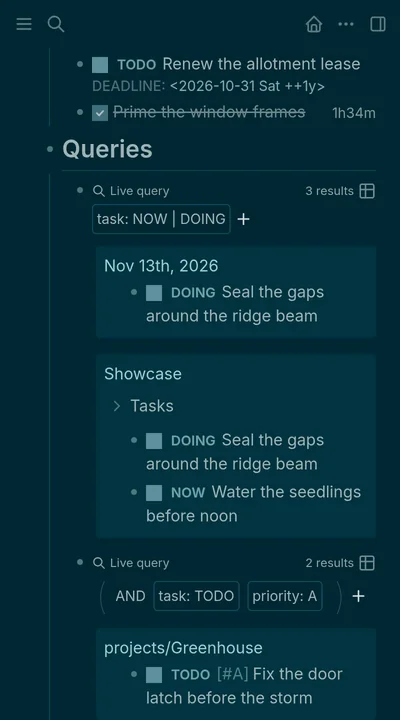 TODO Renew the allotment lease
DEADLINE: <2026-10-31 Sat ++1y>
Prime the window frames 1h34m
Queries
Live query 3 results
task: NOW | DOING +
Nov 13th, 2026
DOING Seal the gaps
around the ridge beam
Showcase
Tasks
DOING Seal the gaps
around the ridge beam
NOW Water the seedlings
before noon
Live query 2 results
( AND task: TODO priority: A ) +
projects/Greenhouse
TODO [#A] Fix the door
latch before the storm